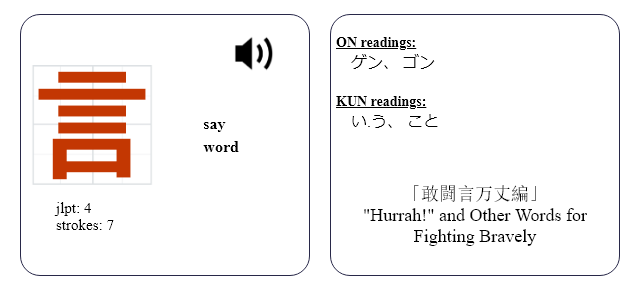 言
say
word
jlpt: 4
strokes: 7
ON readings:
ゲン、 ゴン
KUN readings:
い.う、 こと
「敢闘言万丈編」
"Hurrah!" and Other Words for
Fighting Bravely